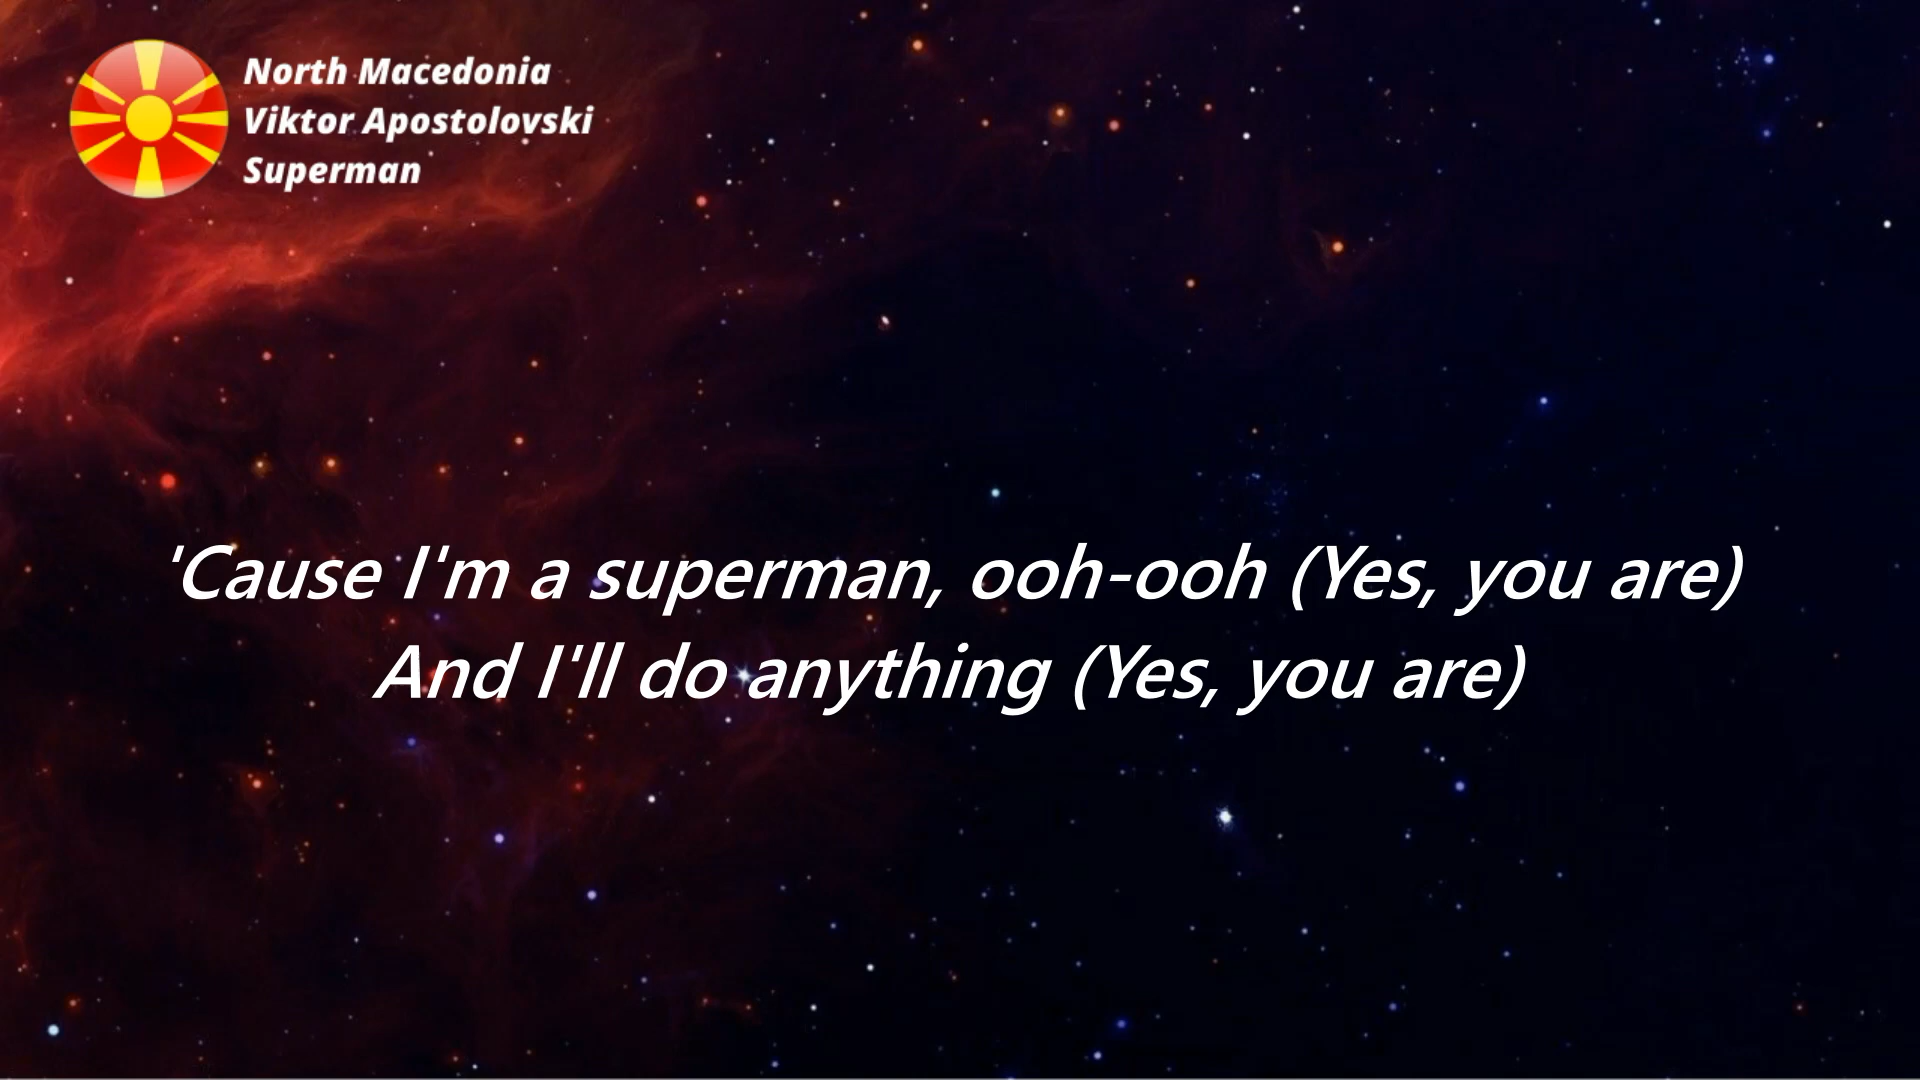 North Macedonia
Viktor Apostolovski
Superman
'Cause I'm a superman, ooh-ooh (Yes, you are)
And I'll do anything (Yes, you are)